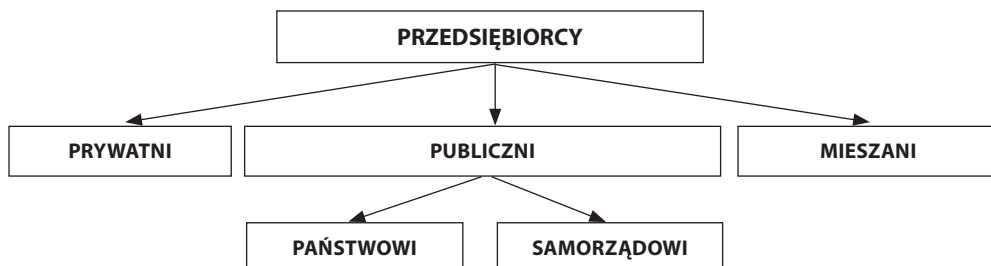 PRZEDSIĘBIORCY
PRYWATNI
PUBLICZNI
MIESZANI
PAŃSTWOWI
SAMORZĄDOWI